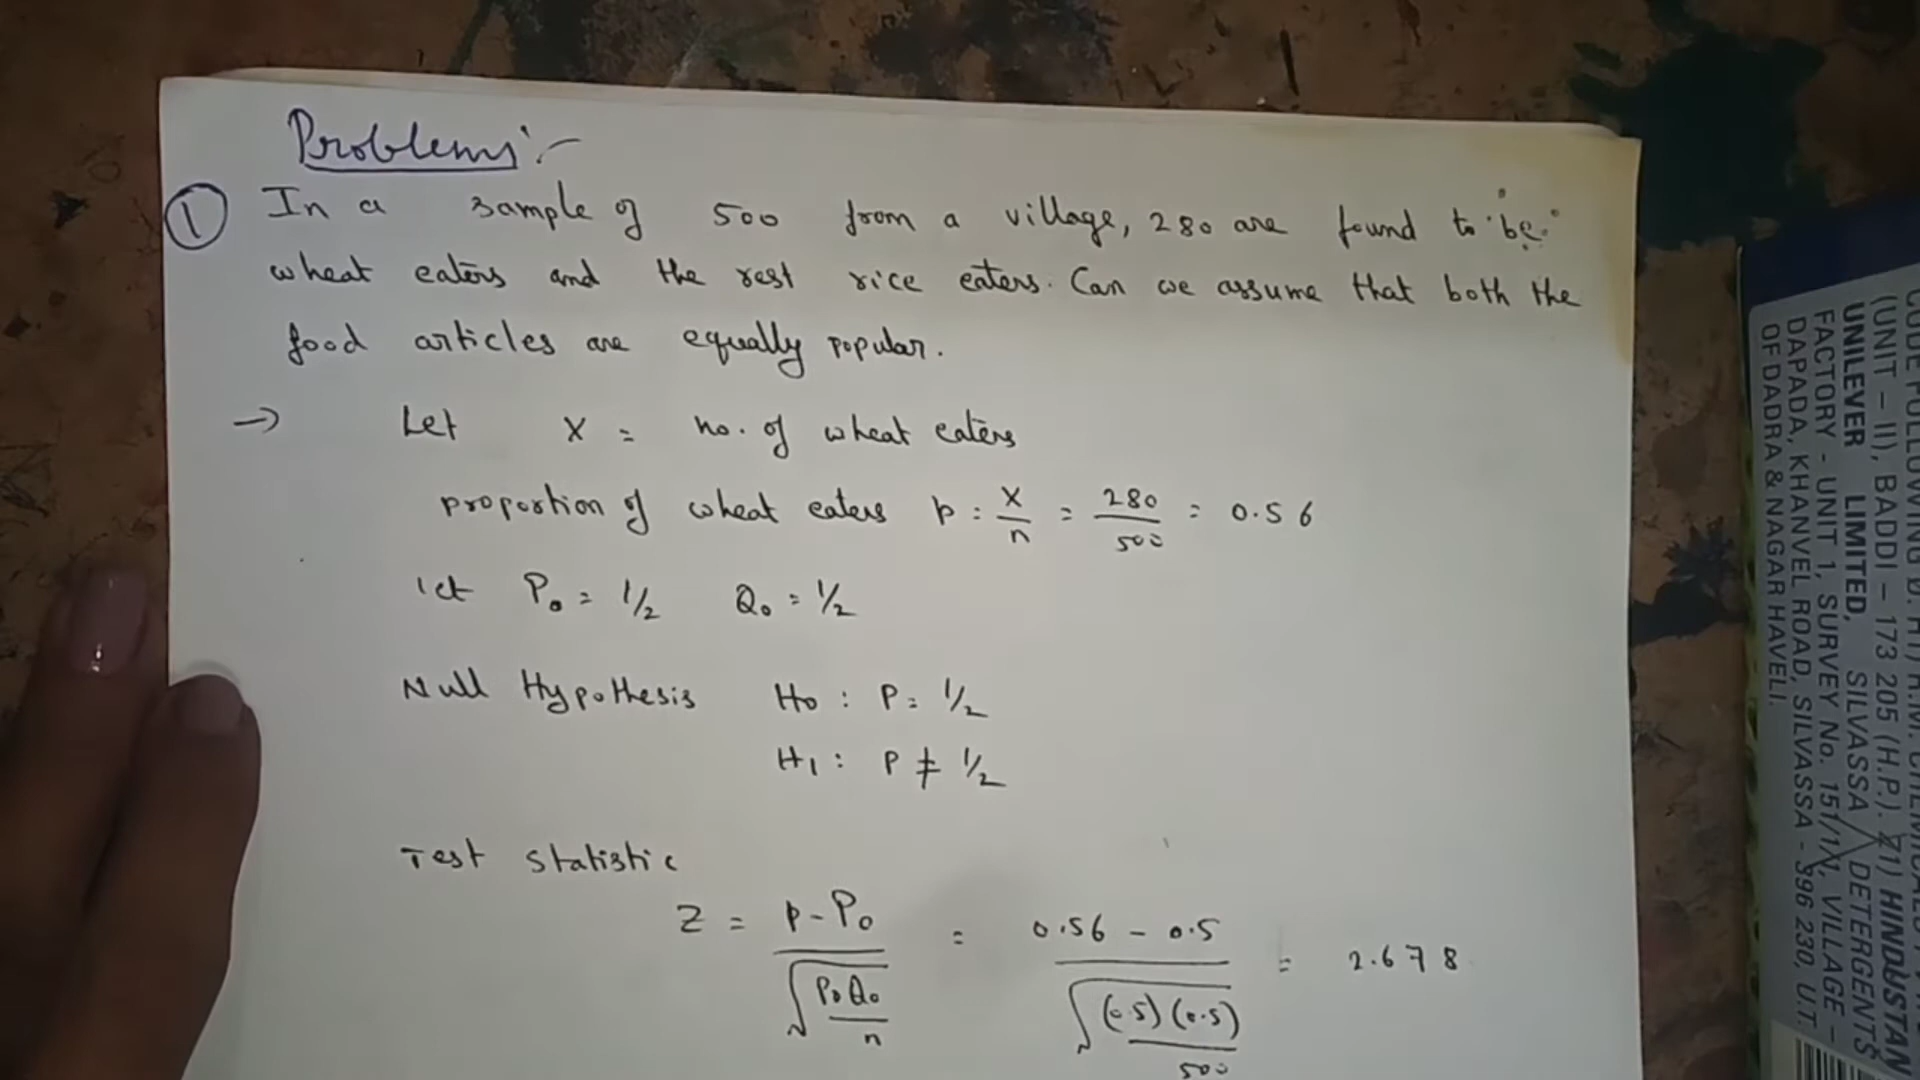 Problems:-
① In a sample of 500 from a village, 280 are found to be
wheat eaters and the rest rice eaters. Can we assume that both the
food articles are equally popular.
→ Let X = no. of wheat eaters
proportion of wheat eaters p = X/n = 280/500 = 0.56
let P₀ = 1/2 Q₀ = 1/2
Null Hypothesis H₀ : P = 1/2
H₁ : P ≠ 1/2
Test statistic
Z = (p - P₀)/√(P₀Q₀/n) = (0.56 - 0.5)/√((0.5)(0.5)/500) = 2.678
(UNIT – II), BADDI – 173 205 (H.P.). Z1) HINDUSTAN
UNILEVER LIMITED, SILVASSA DETERGENTS
FACTORY - UNIT 1, SURVEY No. 151/1/1, VILLAGE –
DAPADA, KHANVEL ROAD, SILVASSA - 396 230, U.T.
OF DADRA & NAGAR HAVELI.